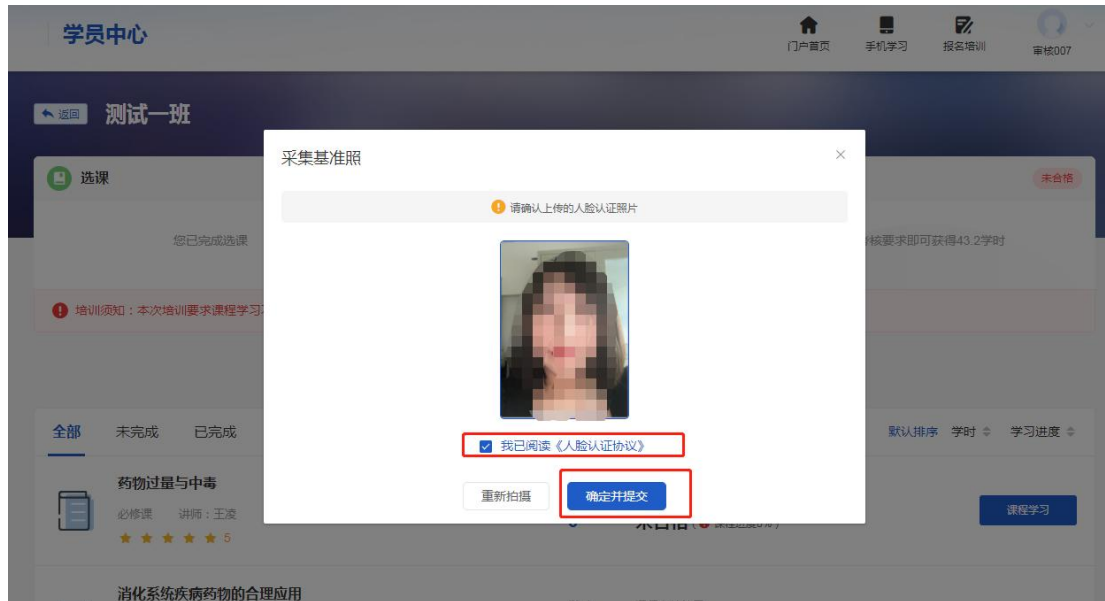 学员中心
门户首页
手机学习
报名培训
审核007
返回
测试一班
采集基准照
选课
未合格
请确认上传的人脸认证照片
您已完成选课
核要求即可获得43.2学时
培训须知：本次培训要求课程学习
全部
未完成
已完成
我已阅读《人脸认证协议》
默认排序
学时
学习进度
药物过量与中毒
重新拍摄
确定并提交
必修课 讲师：王凌
课程学习
5
消化系统疾病药物的合理应用